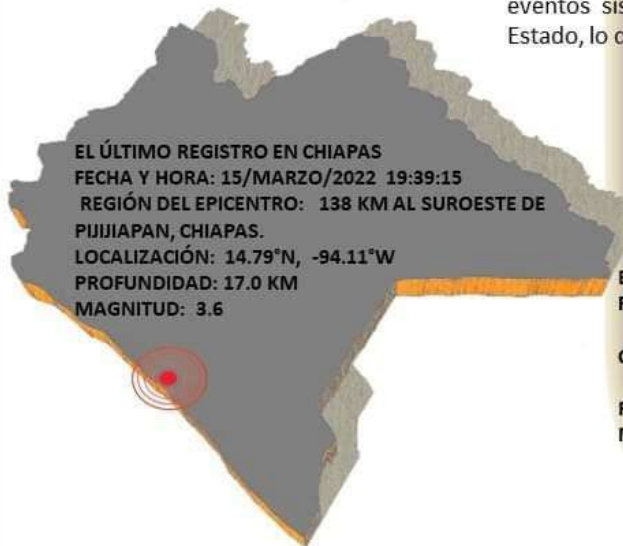 eventos
Estado, lo
EL ÚLTIMO REGISTRO EN CHIAPAS
FECHA Y HORA: 15/MARZO/2022 19:39:15
REGIÓN DEL EPICENTRO: 138 KM AL SUROESTE DE
PIJIJIAPAN, CHIAPAS.
LOCALIZACIÓN: 14.79°N, -94.11°W
PROFUNDIDAD: 17.0 KM
MAGNITUD: 3.6